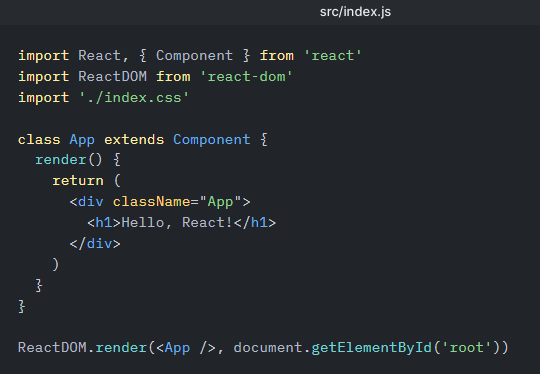 src/index.js
import React, { Component } from 'react'
import ReactDOM from 'react-dom'
import './index.css'

class App extends Component {
  render() {
    return (
      <div className="App">
        <h1>Hello, React!</h1>
      </div>
    )
  }
}

ReactDOM.render(<App />, document.getElementById('root'))